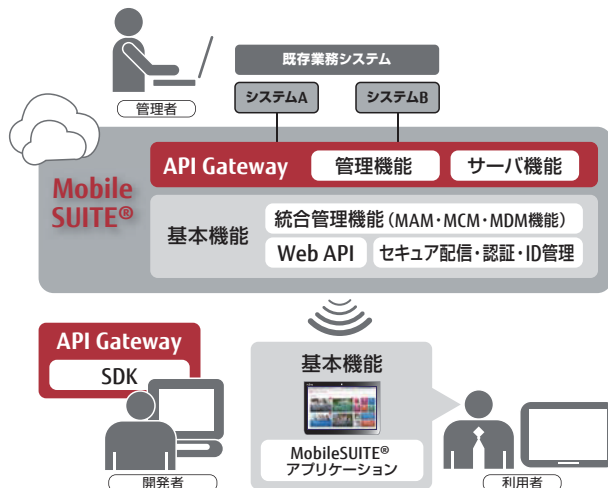 管理者
既存業務システム
システムA
システムB
Mobile
SUITE®
API Gateway
管理機能
サーバ機能
基本機能
統合管理機能（MAM・MCM・MDM機能）
Web API
セキュア配信・認証・ID管理
API Gateway
SDK
開発者
基本機能
MobileSUITE®
アプリケーション
利用者